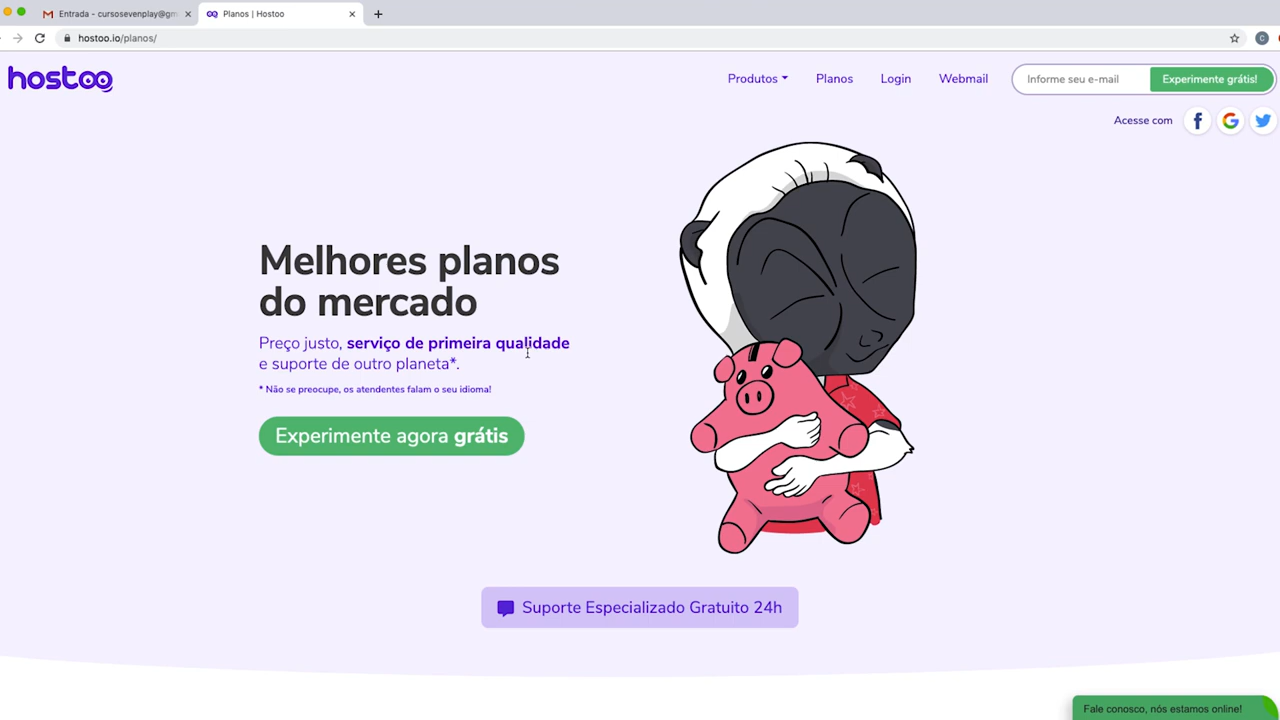 Entrada - cursosevenplay@gm
Planos | Hostoo
hostoo.io/planos/
C
hostoo
Produtos
Planos
Login
Webmail
Informe seu e-mail
Experimente grátis!
Acesse com
Melhores planos
do mercado
Preço justo, serviço de primeira qualidade
e suporte de outro planeta*.
* Não se preocupe, os atendentes falam o seu idioma!
Experimente agora grátis
Suporte Especializado Gratuito 24h
Fale conosco, nós estamos online!